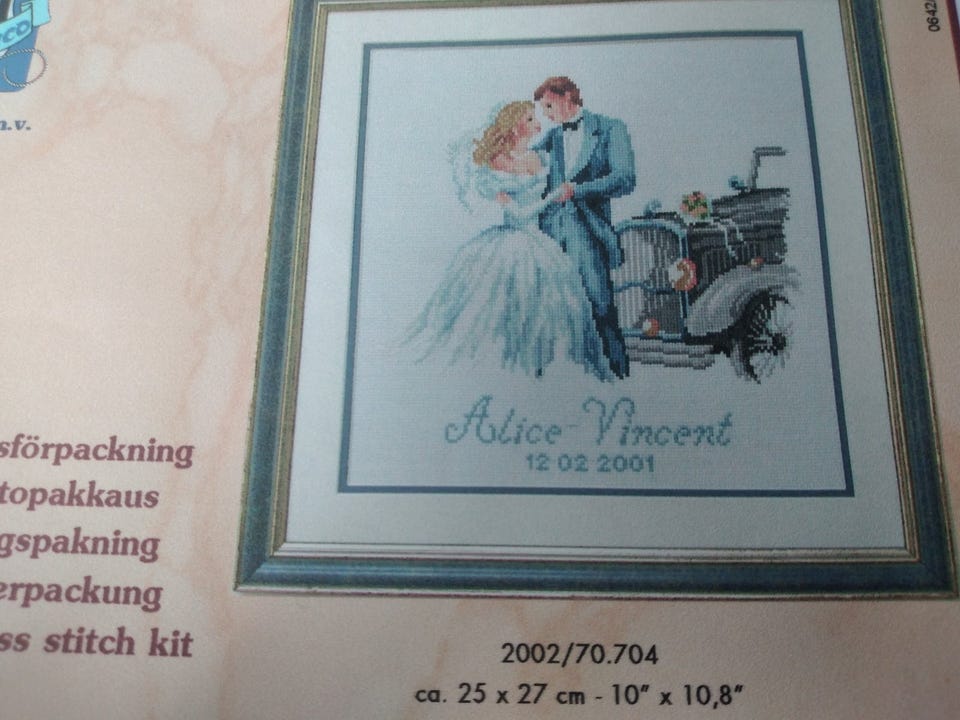 rco
n.v.
0642/
Alice-Vincent
12 02 2001
sförpackning
topakkaus
gspakning
erpackung
ss stitch kit
2002/70.704
ca. 25 x 27 cm - 10" x 10,8"